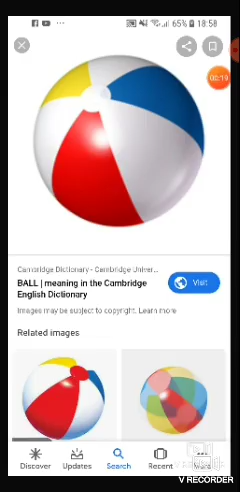 65% 18:58
00:19
Cambridge Dictionary - Cambridge Univer...
BALL | meaning in the Cambridge
English Dictionary
Visit
Images may be subject to copyright. Learn more
Related images
Discover Updates Search Recent More
V RECORDER